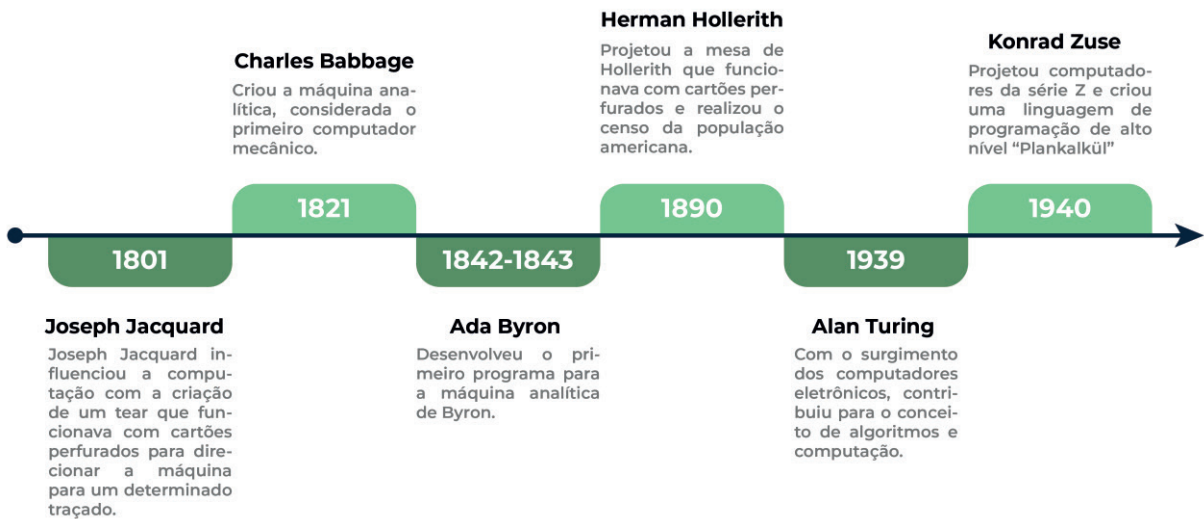 Joseph Jacquard
1801
Joseph Jacquard in-
fluenciou a compu-
tação com a criação
de um tear que fun-
cionava com cartões
perfurados para dire-
cionar a máquina
para um determinado
traçado.
Charles Babbage
Criou a máquina ana-
lítica, considerada o
primeiro computador
mecânico.
1821
1842-1843
Ada Byron
Desenvolveu o pri-
meiro programa para
a máquina analítica
de Byron.
Herman Hollerith
Projetou a mesa de
Hollerith que funcio-
nava com cartões per-
furados e realizou o
censo da população
americana.
1890
1939
Alan Turing
Com o surgimento
dos computadores
eletrônicos, contri-
buiu para o concei-
to de algoritmos e
computação.
Konrad Zuse
Projetou computado-
res da série Z e criou
uma linguagem de
programação de alto
nível “Plankalkül”
1940